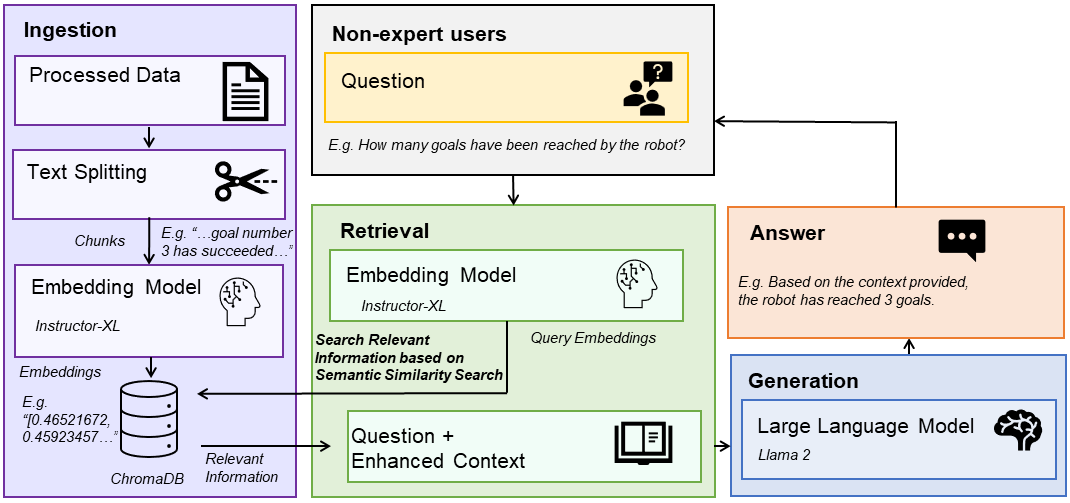 Ingestion
Processed Data
Text Splitting
Chunks
E.g. “…goal number
3 has succeeded…”
Embedding Model
Instructor-XL
Embeddings
E.g.
“[0.46521672,
0.45923457…”
ChromaDB
Relevant
Information
Non-expert users
Question
?
E.g. How many goals have been reached by the robot?
Retrieval
Embedding Model
Instructor-XL
Search Relevant
Information based on
Semantic Similarity Search
Query Embeddings
Question +
Enhanced Context
Answer
E.g. Based on the context provided,
the robot has reached 3 goals.
Generation
Large Language Model
Llama 2